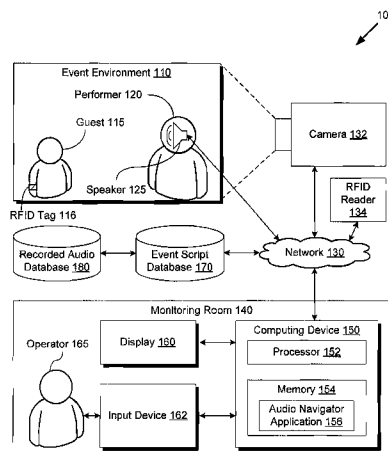 10
Event Environment 110
Performer 120
Guest 115
Camera 132
Speaker 125
RFID Tag 116
RFID
Reader
134
Recorded Audio
Database 180
Event Script
Database 170
Network 130
Monitoring Room 140
Operator 165
Display 160
Computing Device 150
Processor 152
Input Device 162
Memory 154
Audio Navigator
Application 156